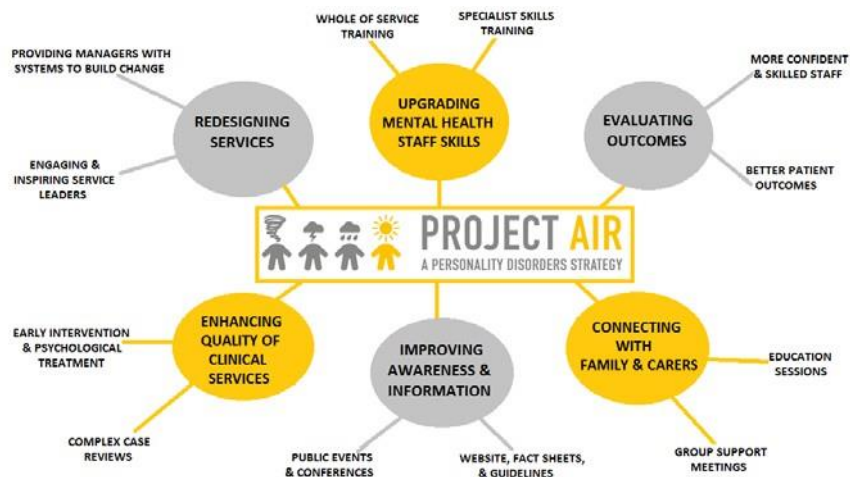 WHOLE OF SERVICE
TRAINING
SPECIALIST SKILLS
TRAINING
PROVIDING MANAGERS WITH
SYSTEMS TO BUILD CHANGE
MORE CONFIDENT
& SKILLED STAFF
REDESIGNING
SERVICES
UPGRADING
MENTAL HEALTH
STAFF SKILLS
EVALUATING
OUTCOMES
ENGAGING &
INSPIRING SERVICE
LEADERS
BETTER PATIENT
OUTCOMES
PROJECT AIR
A PERSONALITY DISORDERS STRATEGY
ENHANCING
QUALITY OF
CLINICAL
SERVICES
IMPROVING
AWARENESS &
INFORMATION
CONNECTING
WITH
FAMILY & CARERS
EARLY INTERVENTION
& PSYCHOLOGICAL
TREATMENT
EDUCATION
SESSIONS
COMPLEX CASE
REVIEWS
PUBLIC EVENTS
& CONFERENCES
WEBSITE, FACT SHEETS,
& GUIDELINES
GROUP SUPPORT
MEETINGS